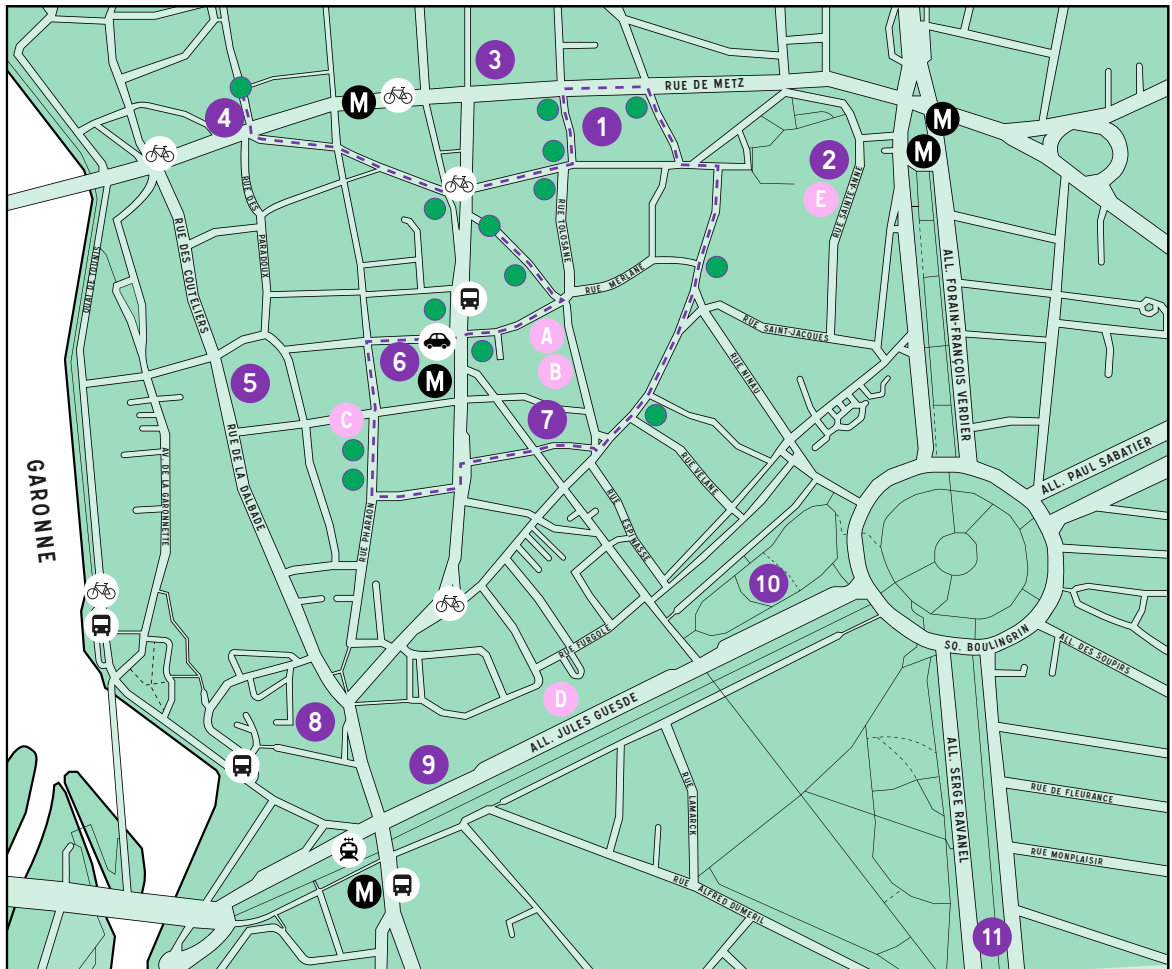 3
RUE DE METZ
M
4
1
M
M
2
E
RUE DES
PARADOUX
RUE DES COUTELIERS
RUE TOLOSANE
RUE SAINTE-ANNE
QUAI DE TOUNIS
RUE MERLANE
ALL. FORAIN-FRANÇOIS VERDIER
RUE SAINT-JACQUES
A
6
B
M
5
RUE NINAU
C
7
RUE DE LA DALBADE
AV. DE LA GARONNETTE
RUE VELANE
ALL. PAUL SABATIER
GARONNE
RUE PHARAON
RUE
ESPINASSE
10
RUE FURGOLE
SQ. BOULINGRIN
ALL. DES SOUPIRS
D
8
ALL. JULES GUESDE
9
RUE LAMARCK
ALL. SERGE RAVANEL
RUE DE FLEURANCE
RUE MONPLAISIR
M
RUE ALFRED DUMERIL
11